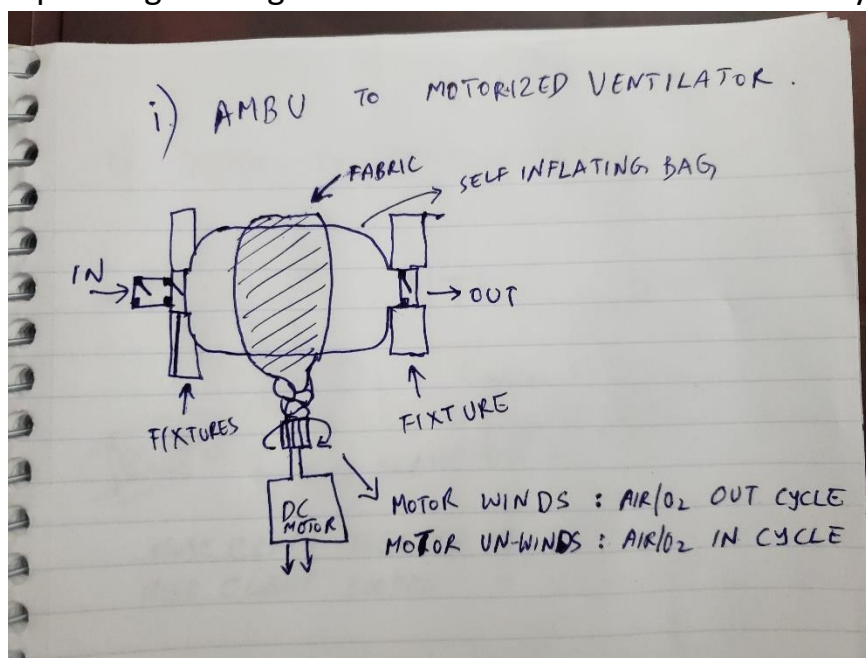 i) AMBU TO MOTORIZED VENTILATOR.
FABRIC
SELF INFLATING BAG
IN
OUT
FIXTURES
FIXTURE
DC
MOTOR
MOTOR WINDS : AIR/O2 OUT CYCLE
MOTOR UN-WINDS : AIR/O2 IN CYCLE